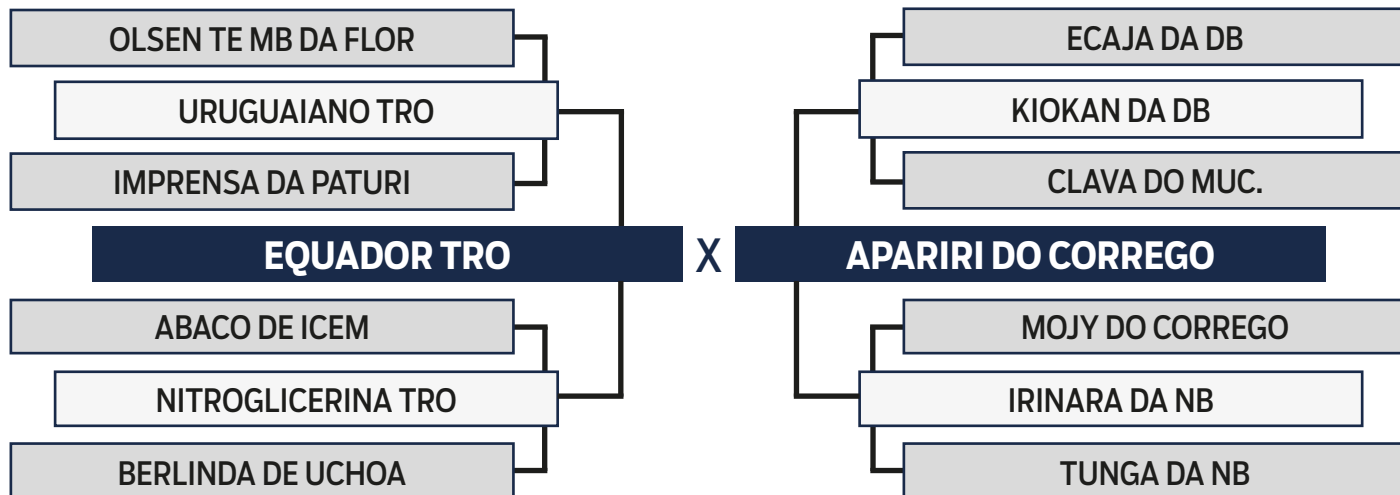 OLSEN TE MB DA FLOR
URUGUAIANO TRO
IMPRENSA DA PATURI
EQUADOR TRO
ABACO DE ICEM
NITROGLICERINA TRO
BERLINDA DE UCHOA
X
ECAJA DA DB
KIOKAN DA DB
CLAVA DO MUC.
APARIRI DO CORREGO
MOJY DO CORREGO
IRINARA DA NB
TUNGA DA NB